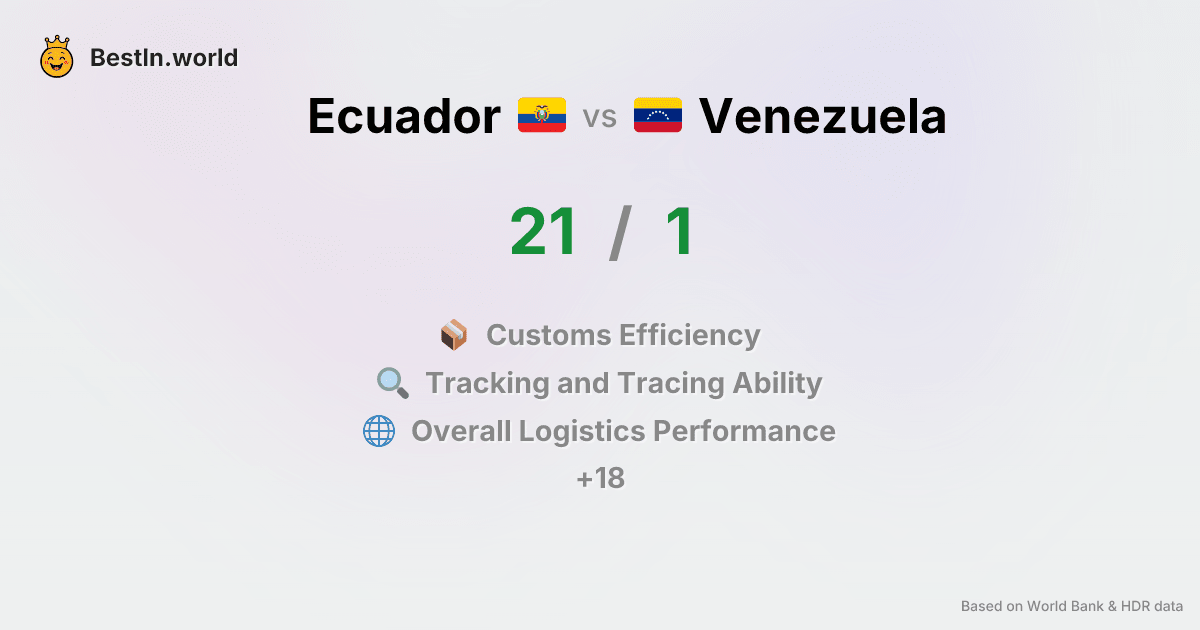 BestIn.world
Ecuador vs Venezuela
21 / 1
Customs Efficiency
Tracking and Tracing Ability
Overall Logistics Performance
+18
Based on World Bank & HDR data